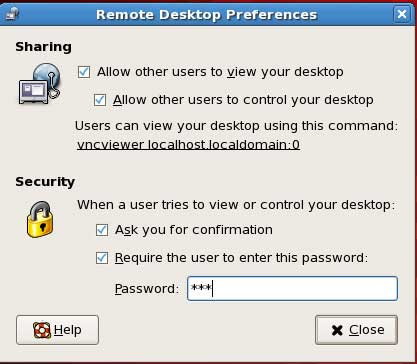 Remote Desktop Preferences
Sharing
Allow other users to view your desktop
Allow other users to control your desktop
Users can view your desktop using this command:
vncviewer localhost.localdomain:0
Security
When a user tries to view or control your desktop:
Ask you for confirmation
Require the user to enter this password:
Password: ***
Help
Close